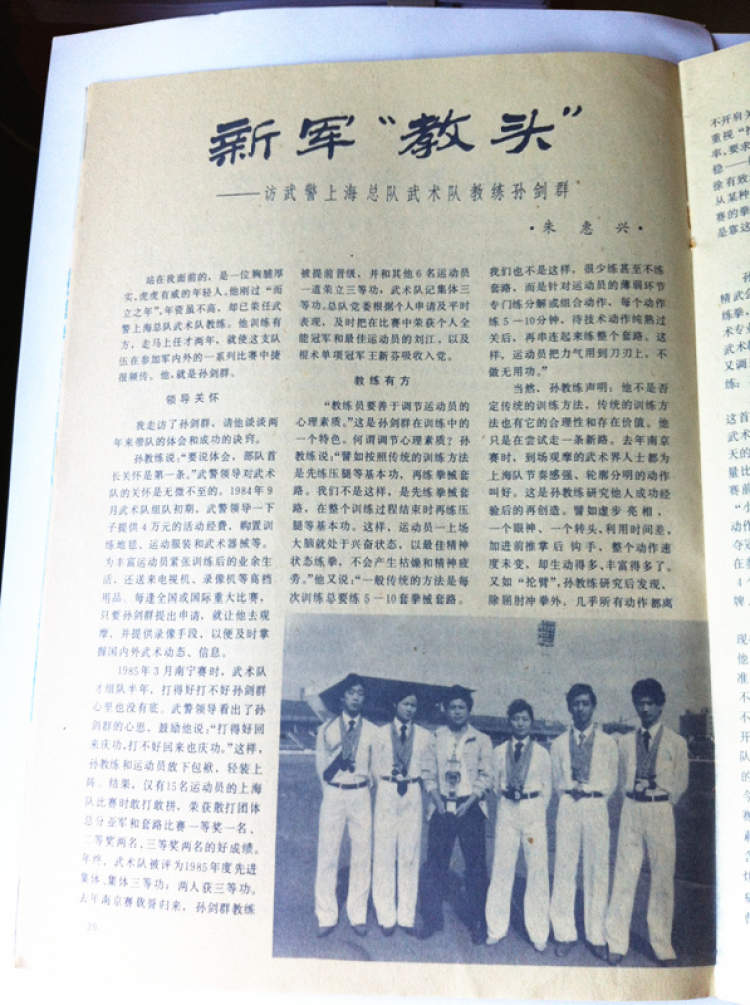 新军“教头”
——访武警上海总队武术队教练孙剑群
·朱惠兴·
站在我面前的，是一位胸腱厚
实、虎虎有威的年轻人。他刚过“而
立之年”，年资虽不高，却已荣任武
警上海总队武术队教练。他训练有
方，走马上任才两年，就使这支队
伍在参加军内外的一系列比赛中捷
报频传。他，就是孙剑群。
领导关怀
我走访了孙剑群，请他谈谈两
年来带队的体会和成功的诀窍。
孙教练说：“要说体会，部队首
长关怀是第一条。”武警领导对武术
队的关怀是无微不至的。1984年9
月武术队组队初期，武警领导一下
子提供4万元的活动经费，购置训
练地毯、运动服装和武术器械等。
为丰富运动员紧张训练后的业余生
活，还送来电视机、录像机等高档
用品。每逢全国或国际重大比赛，
只要孙剑群提出申请，就让他去观
摩，并提供录像手段，以便及时掌
握国内外武术动态、信息。
1985年3月南宁赛时，武术队
才组队半年，打得好打不好孙剑群
心里也没有底。武警领导看出了孙
剑群的心思，鼓励他说：“打得好回
来庆功，打不好回来也庆功。”这样，
孙教练和运动员放下包袱，轻装上
阵。结果，仅有15名运动员的上海
队比赛时敢打敢拼，荣获散打团体
总分亚军和套路比赛一等奖一名、
二等奖两名、三等奖两名的好成绩。
年终，武术队被评为1985年度先进
集体、集体三等功；两人获三等功。
去年南京赛载誉归来，孙剑群教练
被提前晋级，并和其他6名运动员
一道荣立三等功，武术队记集体三
等功。总队党委根据个人申请及平时
表现，及时把在比赛中荣获个人全
能冠军和最佳运动员的刘江，以及
棍术单项冠军王新芬吸收入党。
教练有方
“教练员要善于调节运动员的
心理素质。”这是孙剑群在训练中的
一个特色。何谓调节心理素质？孙
教练说：“譬如按照传统的训练方法
是先练压腿等基本功，再练拳械套
路。我们不是这样，是先练拳械套
路，在整个训练过程结束时再练压
腿等基本功。这样，运动员一上场
大脑就处于兴奋状态，以最佳精神
状态练拳，不会产生枯燥和精神疲
劳。”他又说：“一般传统的方法是每
次训练总要练5—10套拳械套路。
我们也不是这样，很少练甚至不练
套路，而是针对运动员的薄弱环节
专门练分解或组合动作，每个动作
练5—10分钟，待技术动作纯熟过
关后，再串连起来练整个套路。这
样，运动员把力气用到刀刃上，不
做无用功。”
当然，孙教练声明：他不是否
定传统的训练方法，传统的训练方
法也有它的合理性和存在价值。他
只是在尝试走一条新路。去年南京
赛时，到场观摩的武术界人士都为
上海队节奏感强、轮廓分明的动作
叫好。这是孙教练研究他人成功经
验后的再创造。譬如虚步亮相，
一个眼神、一个转头，利用时间差，
加进前推掌后钩手，整个动作速
度未变，却生动得多、丰富得多了。
又如“抡臂”，孙教练研究后发现，
除屈肘冲拳外，几乎所有动作都离